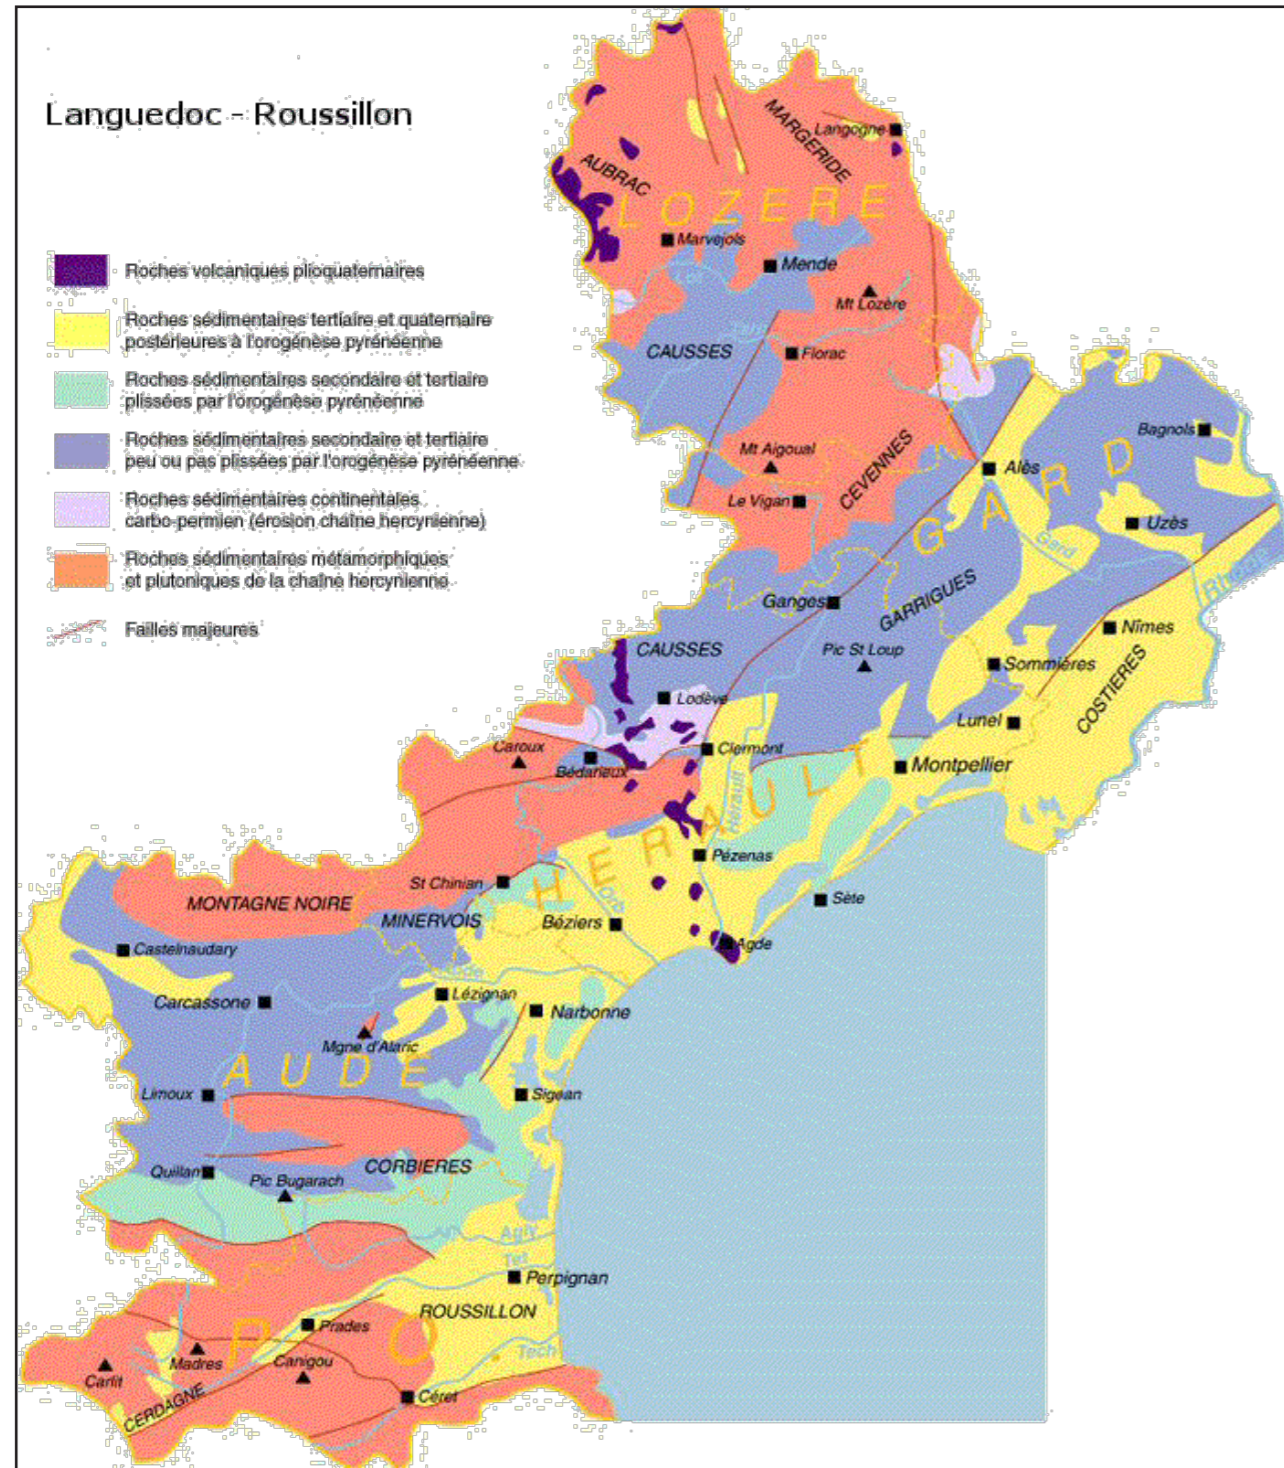 Languedoc - Roussillon
Roches volcaniques plioquaternaires
Roches sédimentaires tertiaire et quaternaire
postérieures à l'orogénèse pyrénéenne
Roches sédimentaires secondaire et tertiaire
plissées par l'orogénèse pyrénéenne
Roches sédimentaires secondaire et tertiaire
peu ou pas plissées par l'orogénèse pyrénéenne
Roches sédimentaires continentales
carbo-permien (érosion chaîne hercynienne)
Roches sédimentaires métamorphiques
et plutoniques de la chaîne hercynienne
Failles majeures
MARGERIDE
Langogne
AUBRAC
LOZERE
Marvejols
Mende
Lot
Mt Lozère
Tarn
CAUSSES
Florac
Bagnols
Mt Aigoual
CEVENNES
Alès
Le Vigan
GARD
Uzès
Gard
Rhône
Ganges
GARRIGUES
Nîmes
CAUSSES
Pic St Loup
Sommières
COSTIERES
Lodève
Lunel
Caroux
Clermont
Bédarieux
Montpellier
Hérault
HERAULT
Pézenas
St Chinian
Orb
Sète
MONTAGNE NOIRE
MINERVOIS
Béziers
Castelnaudary
Agde
Aude
Lézignan
Carcassone
Narbonne
Mgne d'Alaric
AUDE
Limoux
Sigean
CORBIERES
Quillan
Pic Bugarach
Agly
Tet
Perpignan
ROUSSILLON
Prades
P O
Tech
Madres
Canigou
Carlit
CERDAGNE
Céret